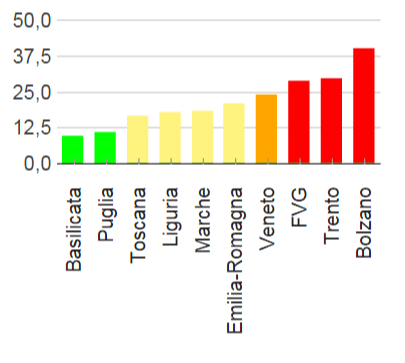 50,0
37,5
25,0
12,5
0,0
Basilicata
Puglia
Toscana
Liguria
Marche
Emilia-Romagna
Veneto
FVG
Trento
Bolzano